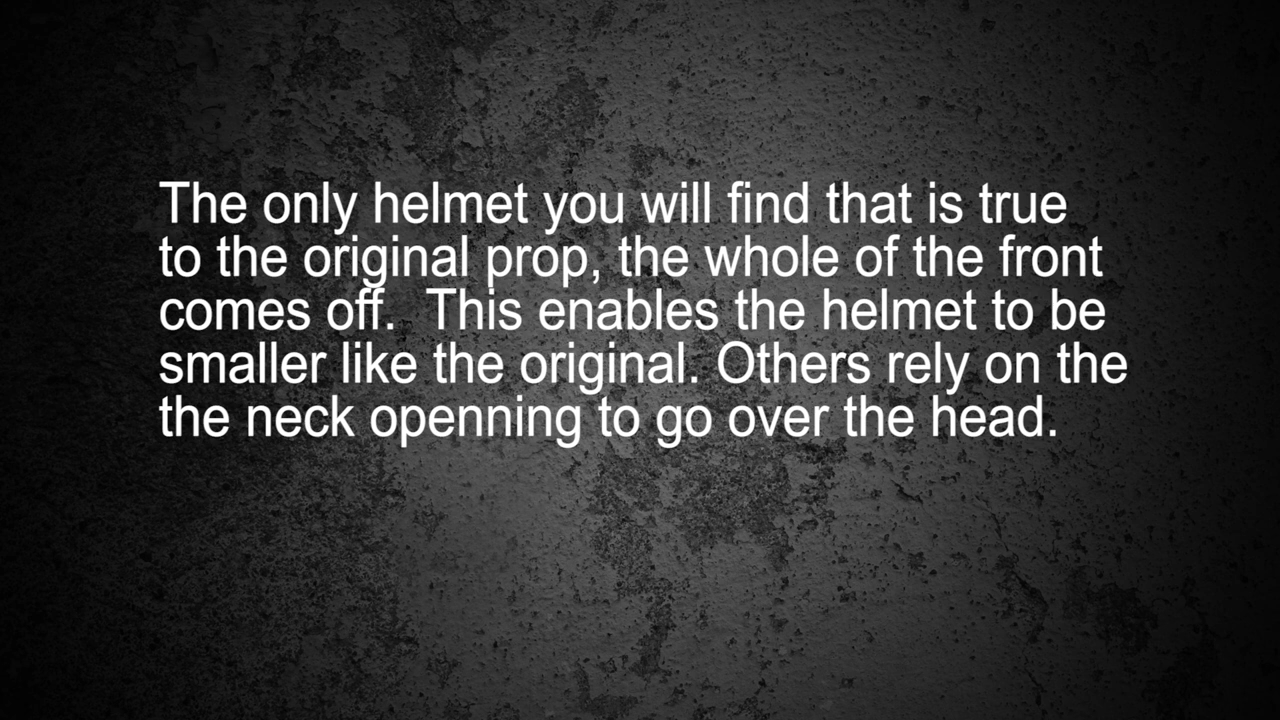 The only helmet you will find that is true
to the original prop, the whole of the front
comes off.  This enables the helmet to be
smaller like the original. Others rely on the
the neck openning to go over the head.